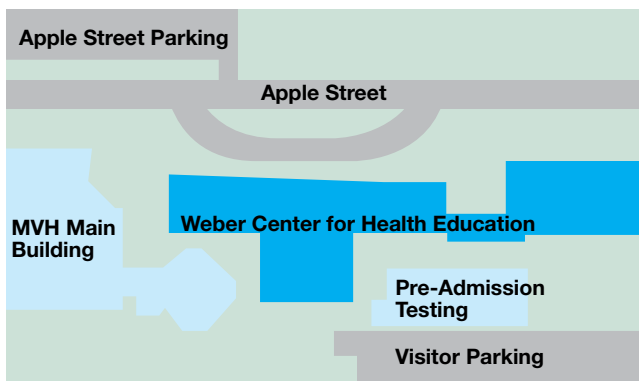 Apple Street Parking
Apple Street
MVH Main
Building
Weber Center for Health Education
Pre-Admission
Testing
Visitor Parking